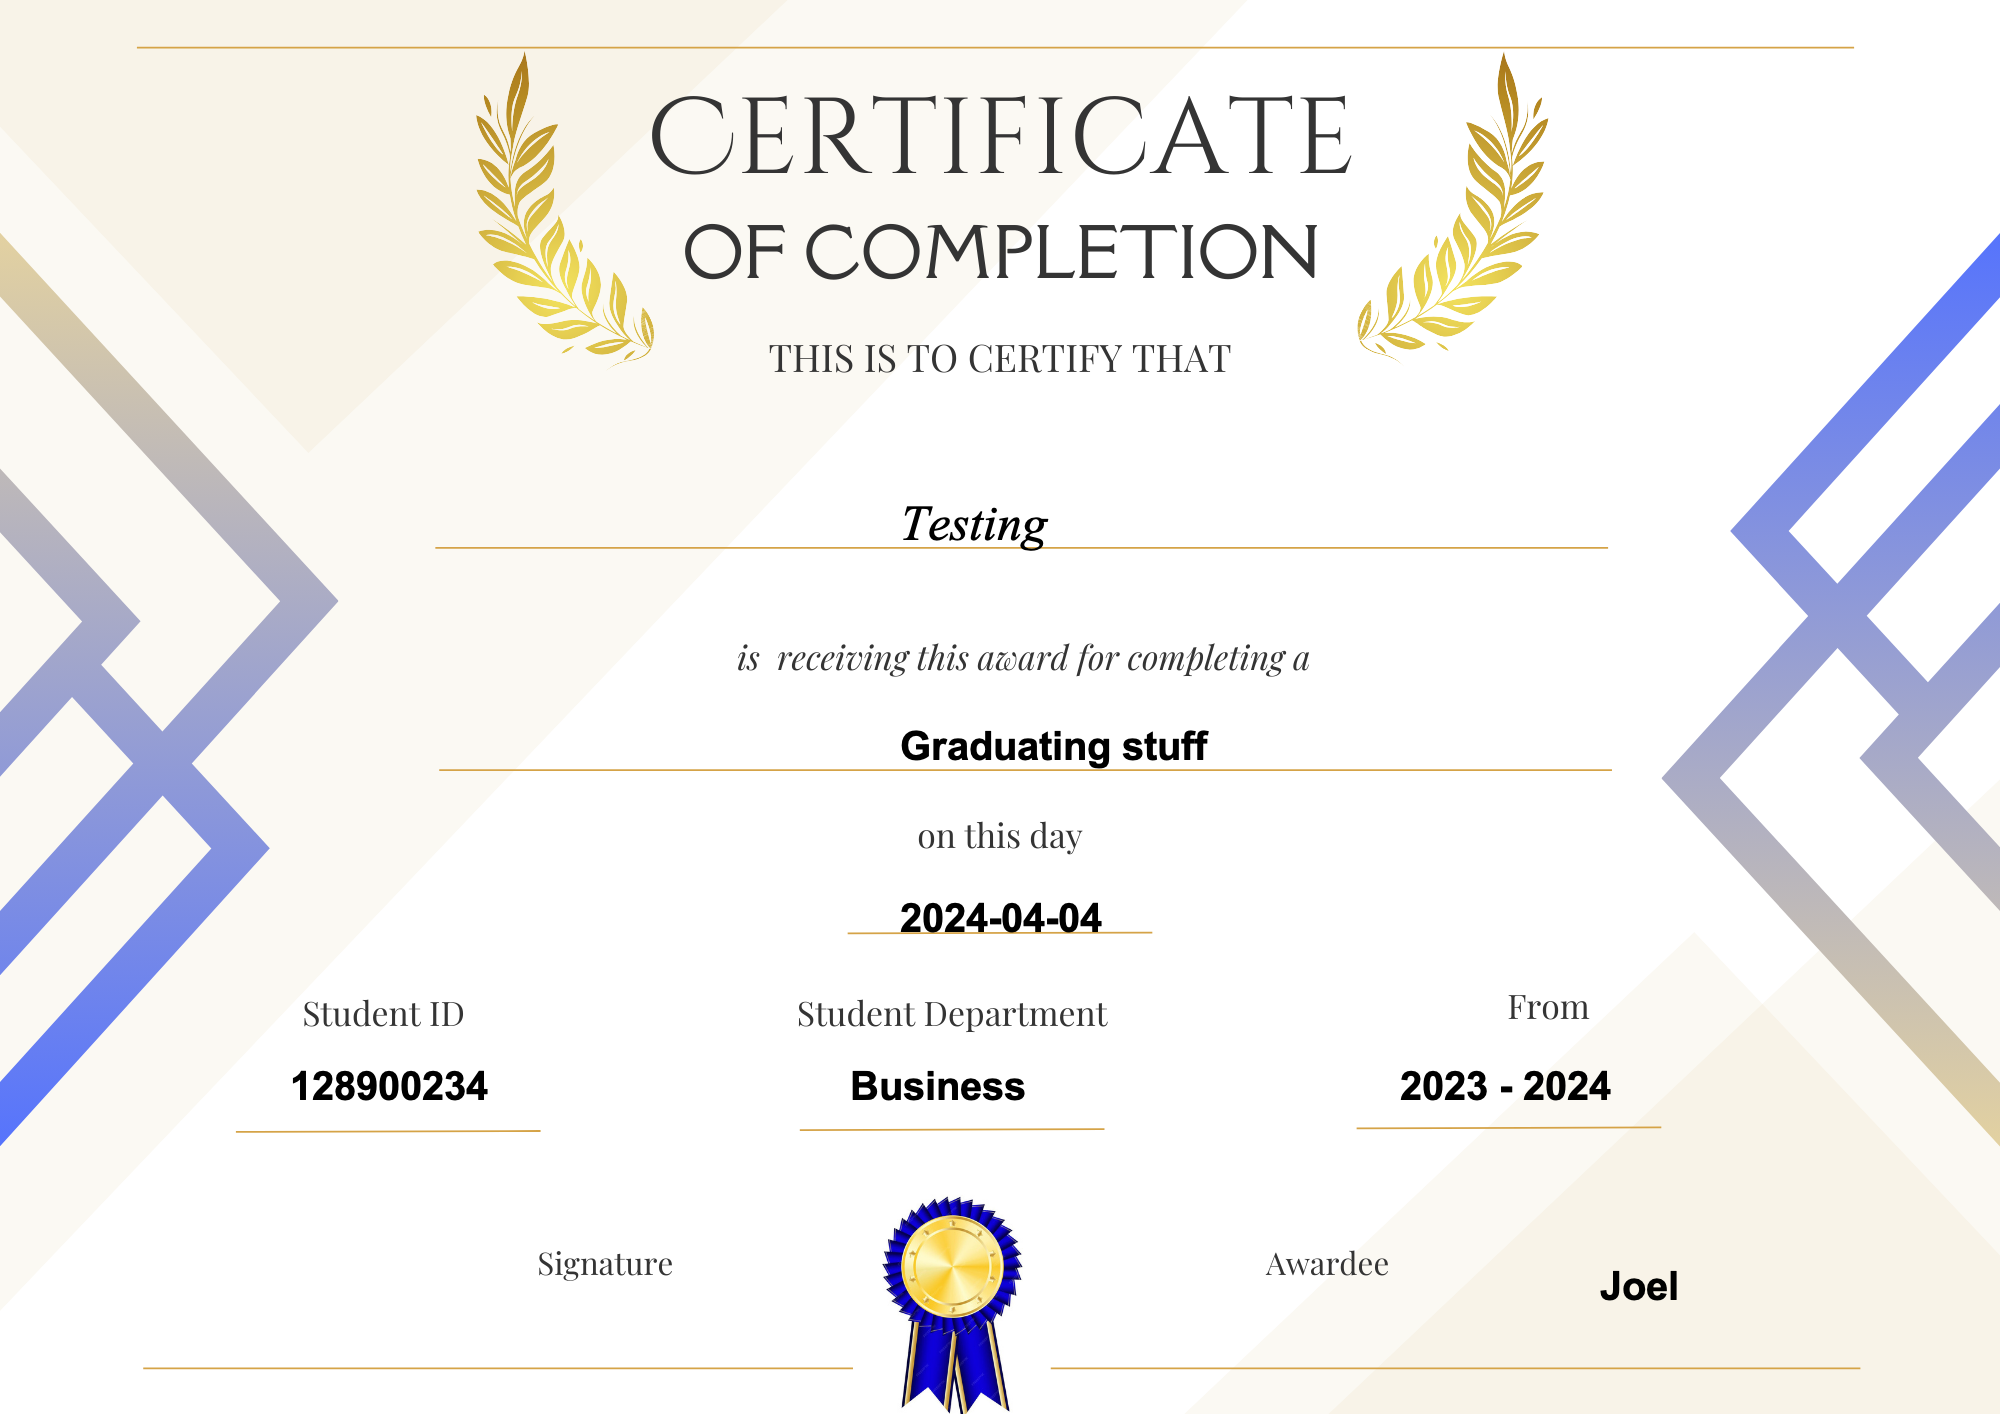 CERTIFICATE
OF COMPLETION
THIS IS TO CERTIFY THAT
Testing
is receiving this award for completing a
Graduating stuff
on this day
2024-04-04
Student ID
Student Department
From
128900234
Business
2023 - 2024
Signature
Awardee
Joel